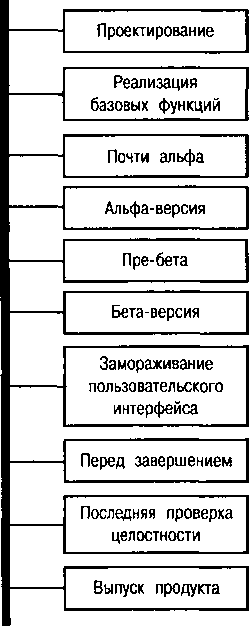 Проектирование
Реализация
базовых функций
Почти альфа
Альфа-версия
Пре-бета
Бета-версия
Замораживание
пользовательского
интерфейса
Перед завершением
Последняя проверка
целостности
Выпуск продукта